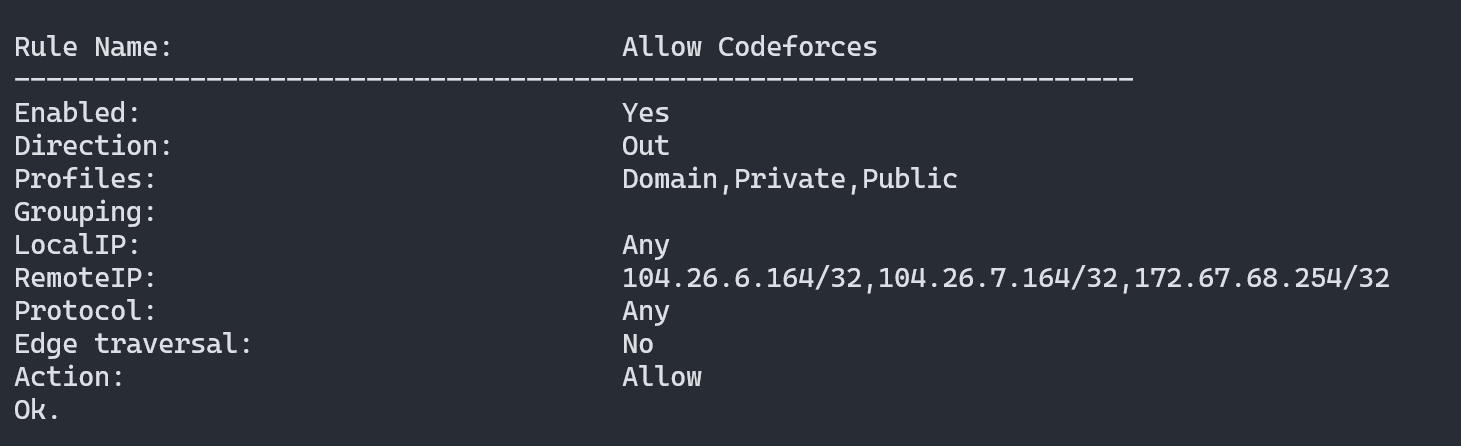 Rule Name:                            Allow Codeforces
----------------------------------------------------------------------
Enabled:                              Yes
Direction:                            Out
Profiles:                             Domain,Private,Public
Grouping:
LocalIP:                              Any
RemoteIP:                             104.26.6.164/32,104.26.7.164/32,172.67.68.254/32
Protocol:                             Any
Edge traversal:                       No
Action:                               Allow
Ok.